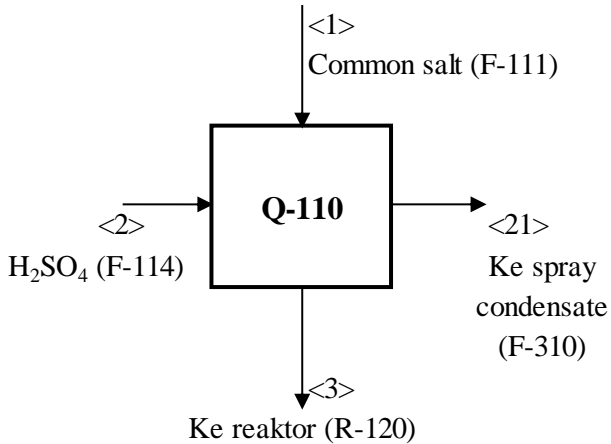 <1>
Common salt (F-111)
Q-110
<2>
H₂SO₄ (F-114)
<21>
Ke spray
condensate
(F-310)
<3>
Ke reaktor (R-120)